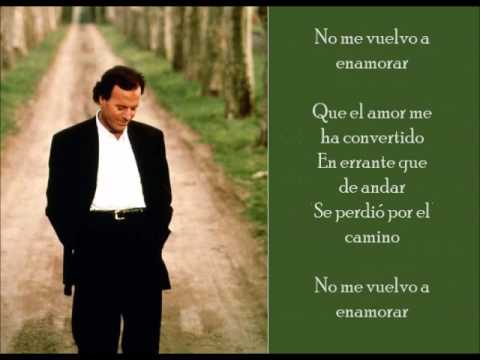 No me vuelvo a
enamorar
Que el amor me
ha convertido
En errante que
de andar
Se perdió por el
camino
No me vuelvo a
enamorar